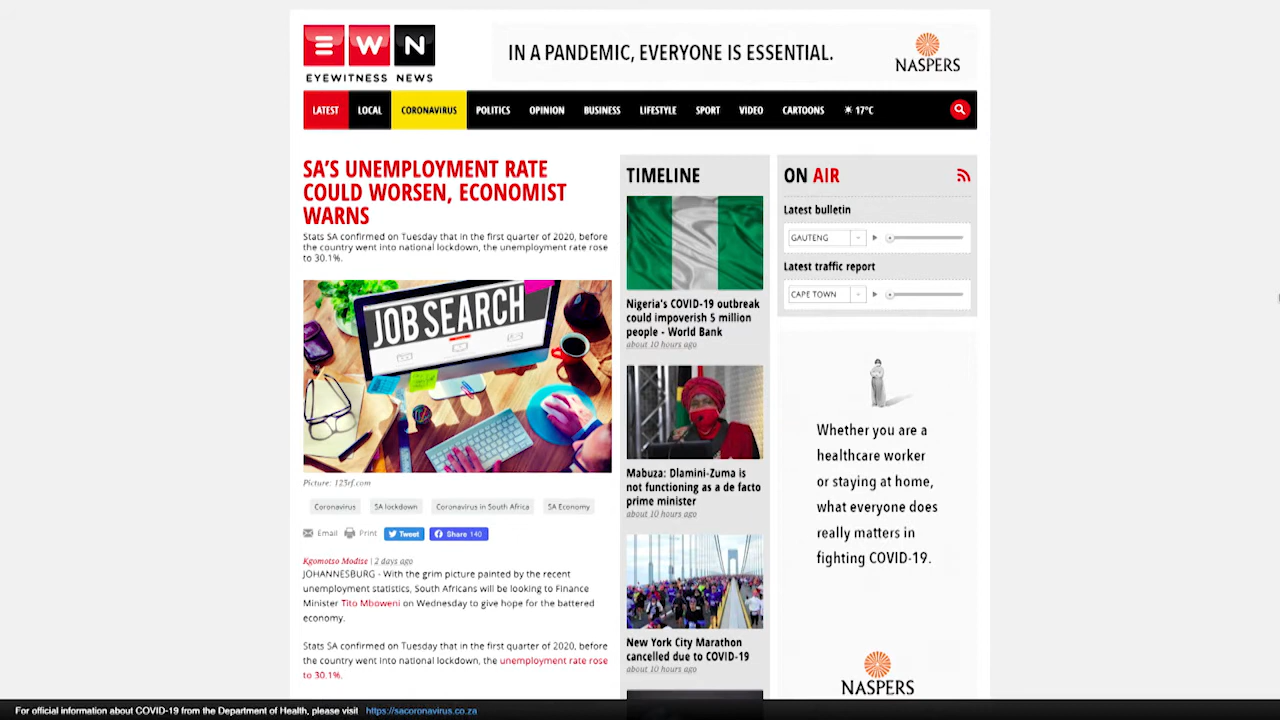 EWN
EYEWITNESS NEWS
IN A PANDEMIC, EVERYONE IS ESSENTIAL.
NASPERS
LATEST LOCAL CORONAVIRUS POLITICS OPINION BUSINESS LIFESTYLE SPORT VIDEO CARTOONS 17°C
SA'S UNEMPLOYMENT RATE
COULD WORSEN, ECONOMIST
WARNS
Stats SA confirmed on Tuesday that in the first quarter of 2020, before
the country went into national lockdown, the unemployment rate rose
to 30.1%.
JOB SEARCH
Picture: 123rf.com
Coronavirus SA lockdown Coronavirus in South Africa SA Economy
Email Print Tweet Share 140
Kgomotso Modise | 2 days ago
JOHANNESBURG - With the grim picture painted by the recent
unemployment statistics, South Africans will be looking to Finance
Minister Tito Mboweni on Wednesday to give hope for the battered
economy.
Stats SA confirmed on Tuesday that in the first quarter of 2020, before
the country went into national lockdown, the unemployment rate rose
to 30.1%.
TIMELINE
Nigeria's COVID-19 outbreak
could impoverish 5 million
people - World Bank
about 10 hours ago
Mabuza: Dlamini-Zuma is
not functioning as a de facto
prime minister
about 10 hours ago
New York City Marathon
cancelled due to COVID-19
about 10 hours ago
ON AIR
Latest bulletin
GAUTENG
Latest traffic report
CAPE TOWN
Whether you are a
healthcare worker
or staying at home,
what everyone does
really matters in
fighting COVID-19.
NASPERS
For official information about COVID-19 from the Department of Health, please visit https://sacoronavirus.co.za